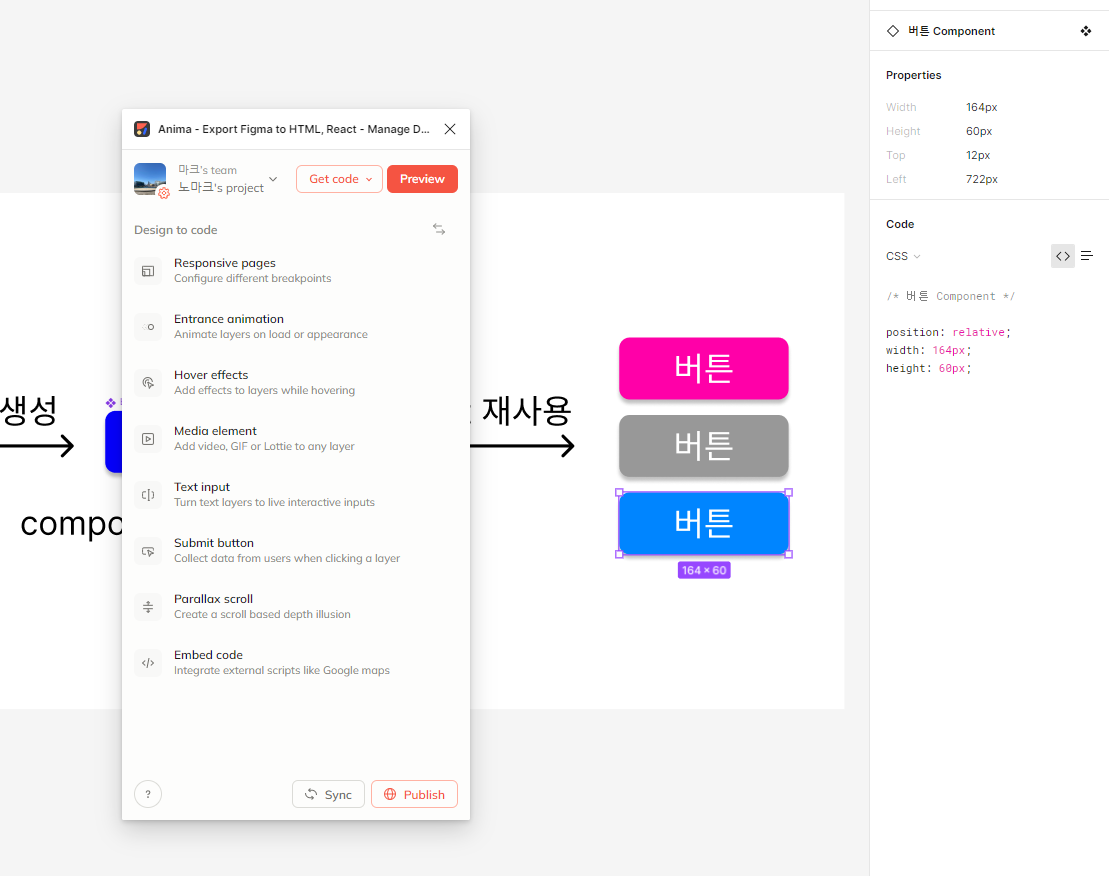 버튼 Component
Properties
Width 164px
Height 60px
Top 12px
Left 722px
Code
CSS
/* 버튼 Component */
position: relative;
width: 164px;
height: 60px;
Anima - Export Figma to HTML, React - Manage D...
마크's team
노마크's project
Get code
Preview
Design to code
Responsive pages
Configure different breakpoints
Entrance animation
Animate layers on load or appearance
Hover effects
Add effects to layers while hovering
Media element
Add video, GIF or Lottie to any layer
Text input
Turn text layers to live interactive inputs
Submit button
Collect data from users when clicking a layer
Parallax scroll
Create a scroll based depth illusion
Embed code
Integrate external scripts like Google maps
?
Sync
Publish
생성
compo
재사용
버튼
버튼
버튼
164 × 60